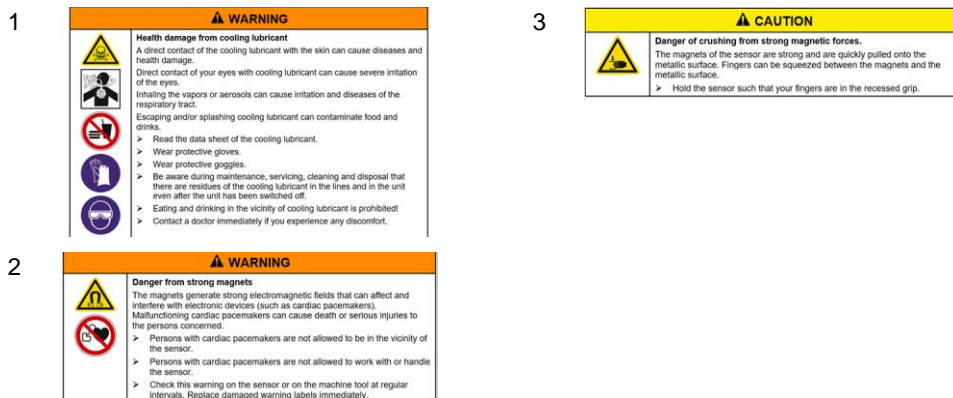 1
WARNING
Health damage from cooling lubricant
A direct contact of the cooling lubricant with the skin can cause diseases and
health damage.
Direct contact of your eyes with cooling lubricant can cause severe irritation
of the eyes.
Inhaling the vapors or aerosols can cause irritation and diseases of the
respiratory tract.
Escaping and/or splashing cooling lubricant can contaminate food and
drinks.
➢ Read the data sheet of the cooling lubricant.
➢ Wear protective gloves.
➢ Wear protective goggles.
➢ Be aware during maintenance, servicing, cleaning and disposal that
there are residues of the cooling lubricant in the lines and in the unit
even after the unit has been switched off.
➢ Eating and drinking in the vicinity of cooling lubricant is prohibited!
➢ Contact a doctor immediately if you experience any discomfort.
2
WARNING
Danger from strong magnets
The magnets generate strong electromagnetic fields that can affect and
interfere with electronic devices (such as cardiac pacemakers).
Malfunctioning cardiac pacemakers can cause death or serious injuries to
the persons concerned.
➢ Persons with cardiac pacemakers are not allowed to be in the vicinity of
the sensor.
➢ Persons with cardiac pacemakers are not allowed to work with or handle
the sensor.
➢ Check this warning on the sensor or on the machine tool at regular
intervals. Replace damaged warning labels immediately.
3
CAUTION
Danger of crushing from strong magnetic forces.
The magnets of the sensor are strong and are quickly pulled onto the
metallic surface. Fingers can be squeezed between the magnets and the
metallic surface.
➢ Hold the sensor such that your fingers are in the recessed grip.